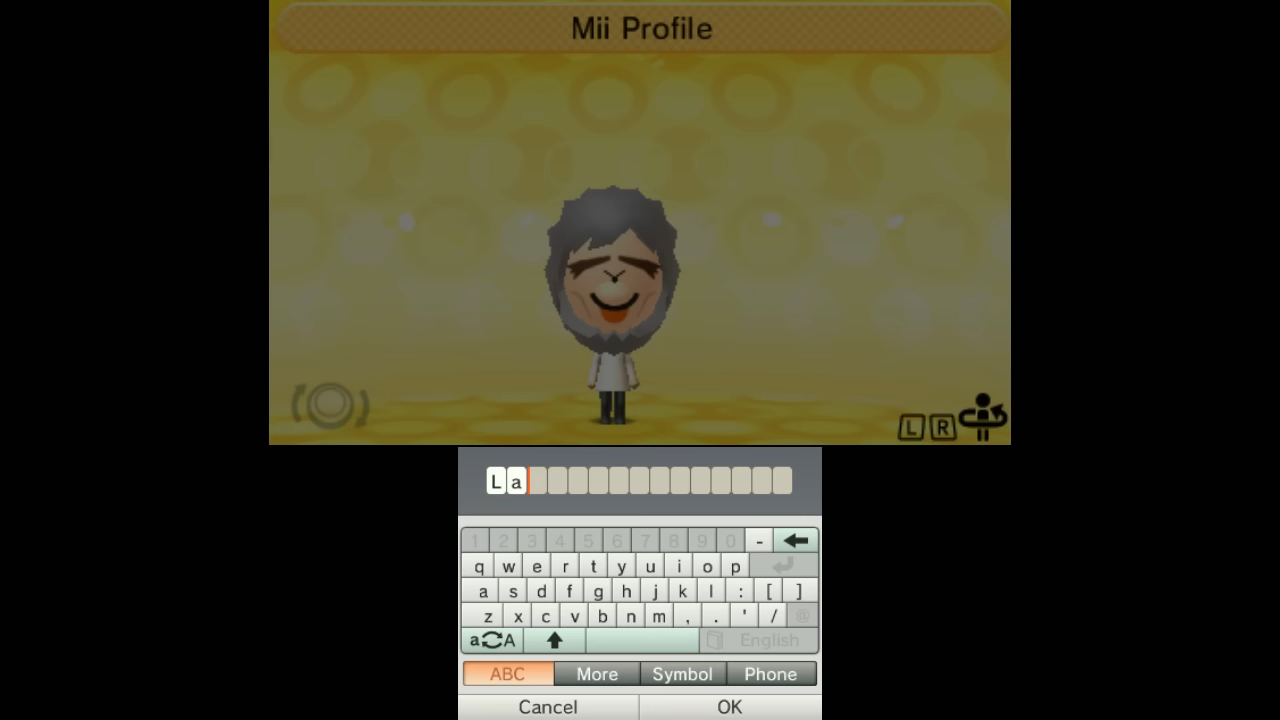 Mii Profile
L R
La
1 2 3 4 5 6 7 8 9 0 -
q w e r t y u i o p
a s d f g h j k l : [ ]
z x c v b n m , . ' / @
a A English
ABC More Symbol Phone
Cancel OK